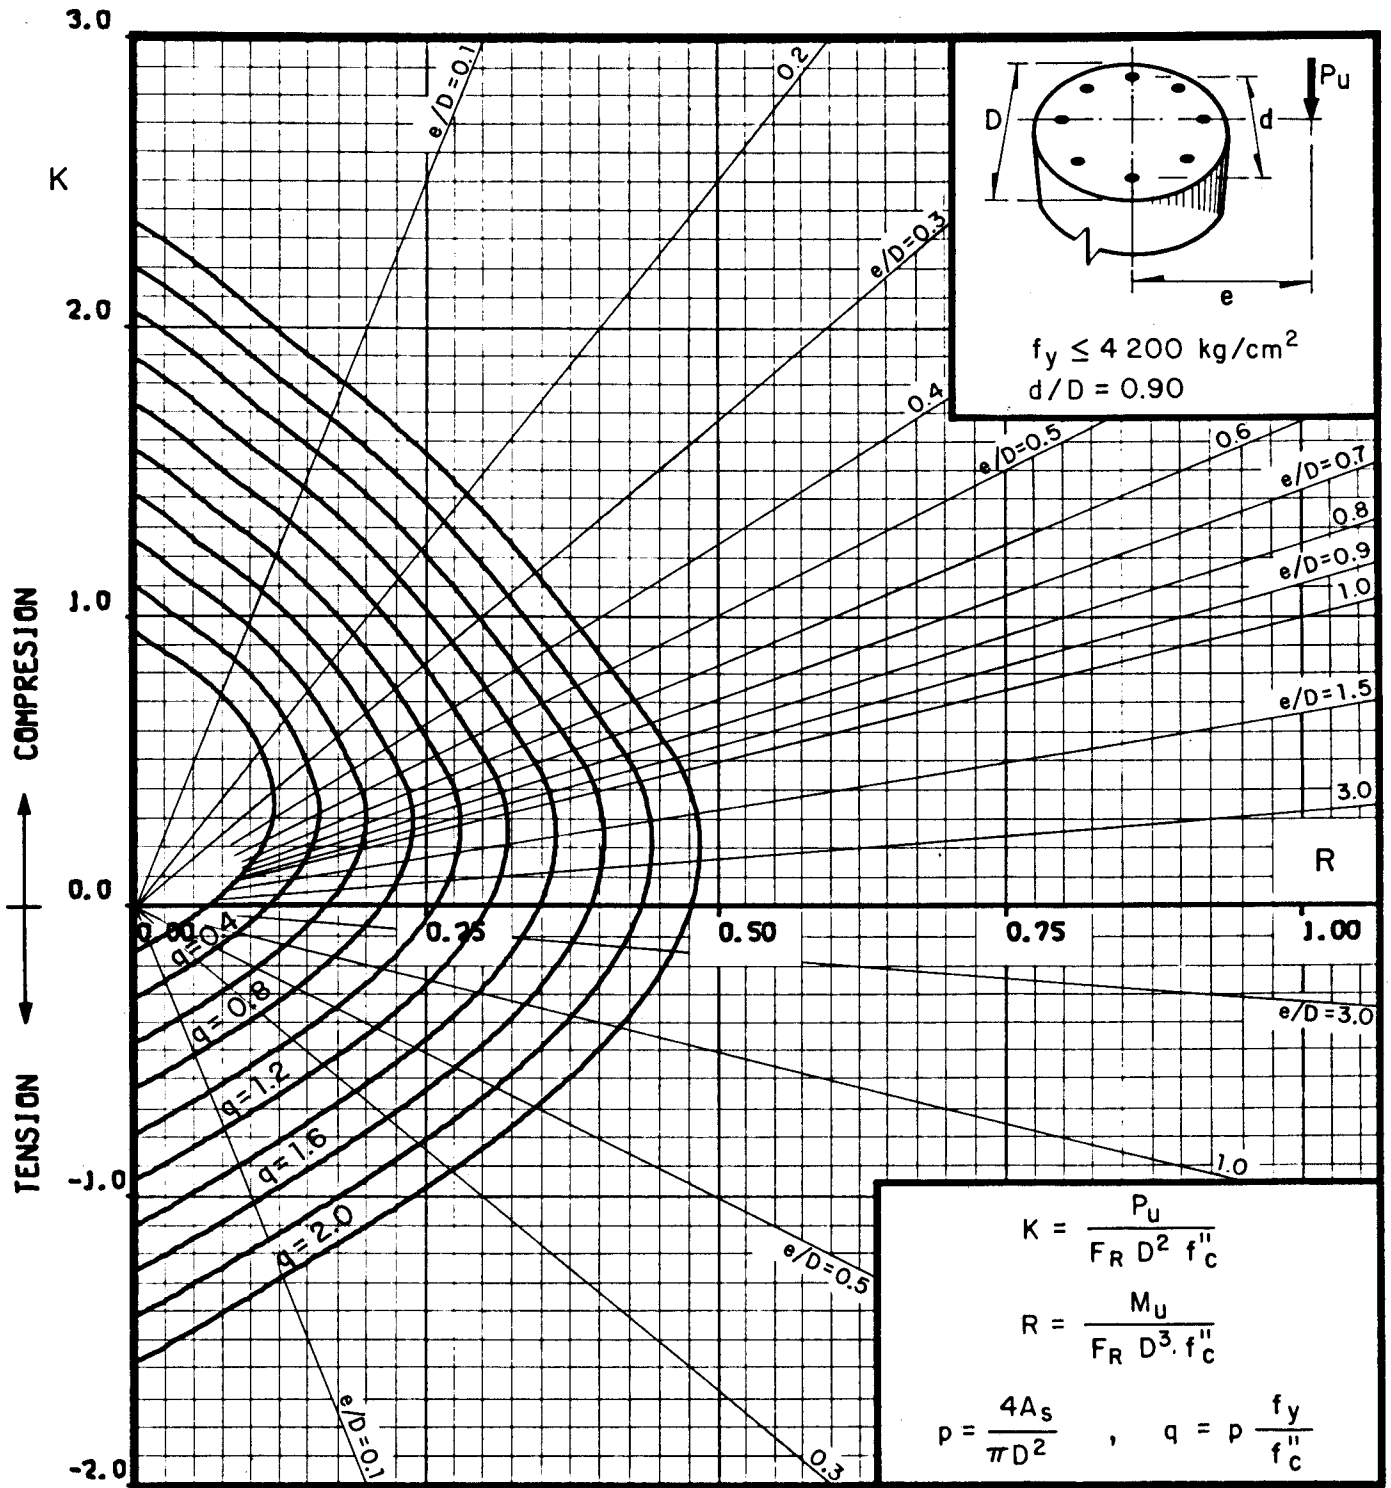 3.0
K
2.0
1.0
0.0
-1.0
-2.0
COMPRESION
TENSION
e/D=0.1
0.2
e/D=0.3
0.4
e/D=0.5
0.6
e/D=0.7
0.8
e/D=0.9
1.0
e/D=1.5
3.0
R
0.00
0.25
0.50
0.75
1.00
q=0.4
q=0.8
q=1.2
q=1.6
q=2.0
e/D=3.0
1.0
e/D=0.5
0.3
e/D=0.1
D
d
Pu
e
fy ≤ 4 200 kg/cm²
d/D = 0.90
K = Pu / FR D² f"c
R = Mu / FR D³. f"c
p = 4As / πD² , q = p fy / f"c